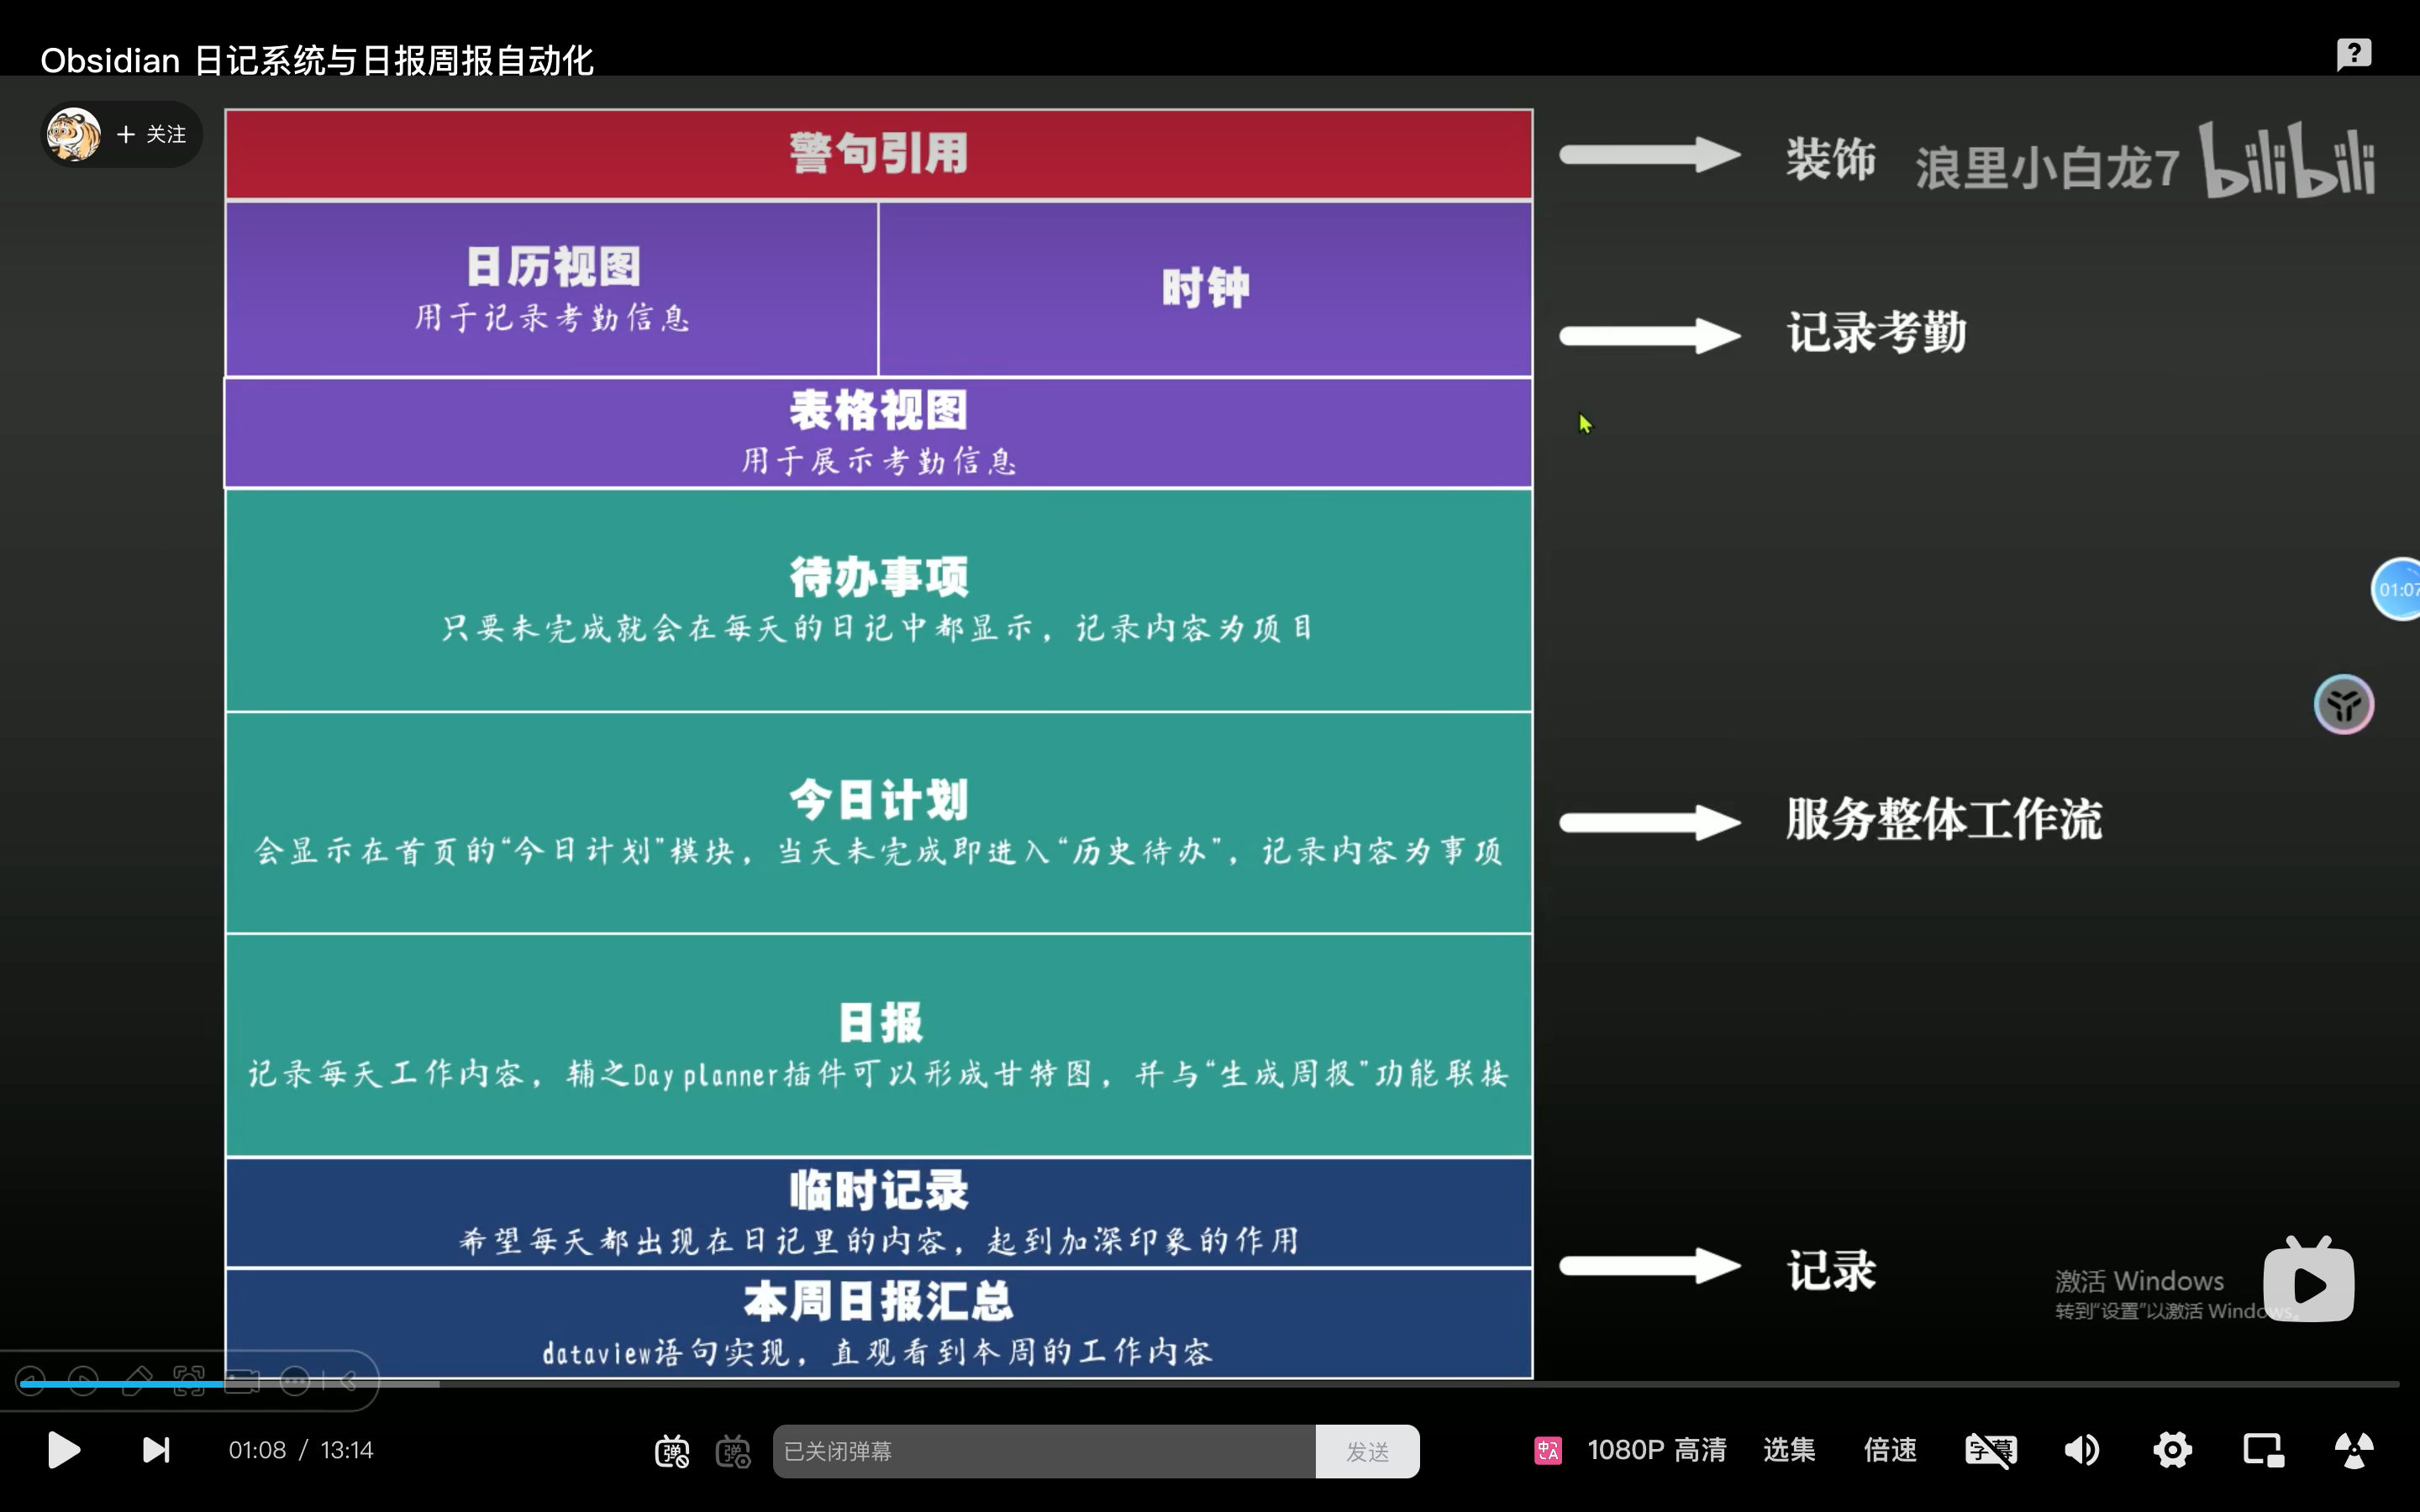 Obsidian 日记系统与日报周报自动化
+ 关注
警句引用
装饰
浪里小白龙7 bilibili
日历视图
用于记录考勤信息
时钟
记录考勤
表格视图
用于展示考勤信息
待办事项
只要未完成就会在每天的日记中都显示，记录内容为项目
01:07
今日计划
会显示在首页的“今日计划”模块，当天未完成即进入“历史待办”，记录内容为事项
服务整体工作流
日报
记录每天工作内容，辅之Day planner插件可以形成甘特图，并与“生成周报”功能联接
临时记录
希望每天都出现在日记里的内容，起到加深印象的作用
记录
本周日报汇总
dataview语句实现，直观看到本周的工作内容
激活 Windows
转到“设置”以激活 Windows。
01:08 / 13:14
弹
弹
已关闭弹幕
发送
中A
1080P 高清
选集
倍速
字幕